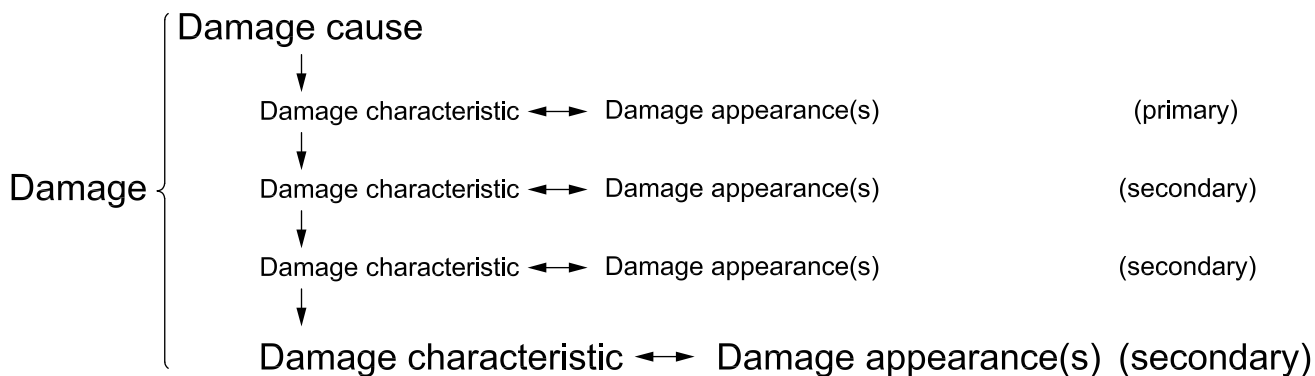 Damage cause
Damage characteristic Damage appearance(s) (primary)
Damage characteristic Damage appearance(s) (secondary)
Damage
Damage characteristic Damage appearance(s) (secondary)
Damage characteristic Damage appearance(s) (secondary)